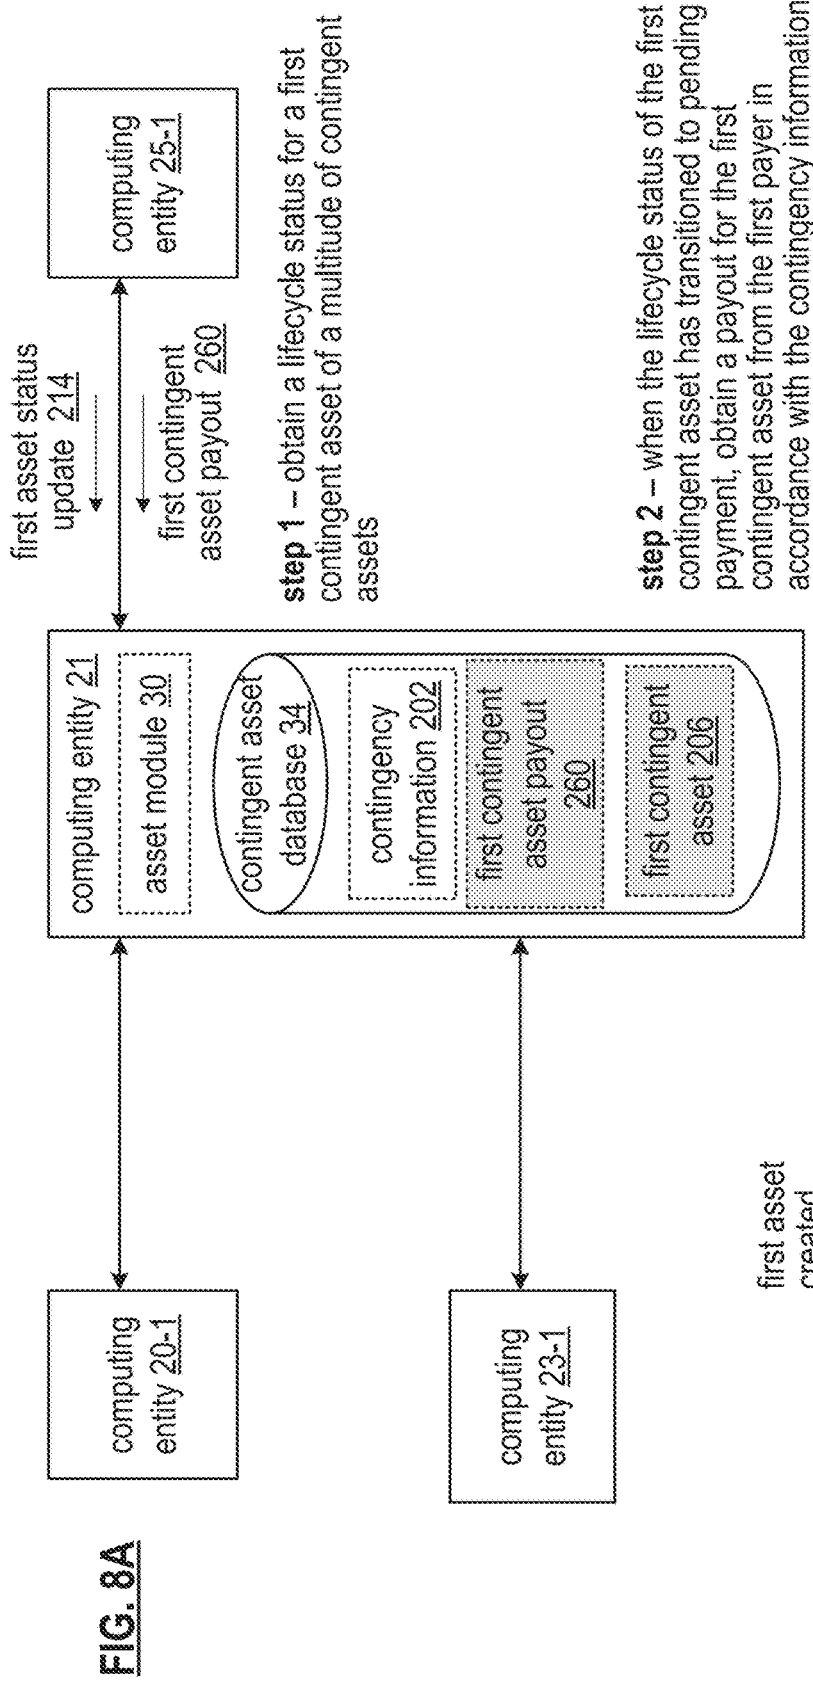 FIG. 8A
computing
entity 20-1
computing
entity 23-1
first asset
created
computing entity 21
asset module 30
contingent asset
database 34
contingency
information 202
first contingent
asset payout
260
first contingent
asset 206
first asset status
update 214
first contingent
asset payout 260
computing
entity 25-1
step 1 – obtain a lifecycle status for a first
contingent asset of a multitude of contingent
assets
step 2 – when the lifecycle status of the first
contingent asset has transitioned to pending
payment, obtain a payout for the first
contingent asset from the first payer in
accordance with the contingency information